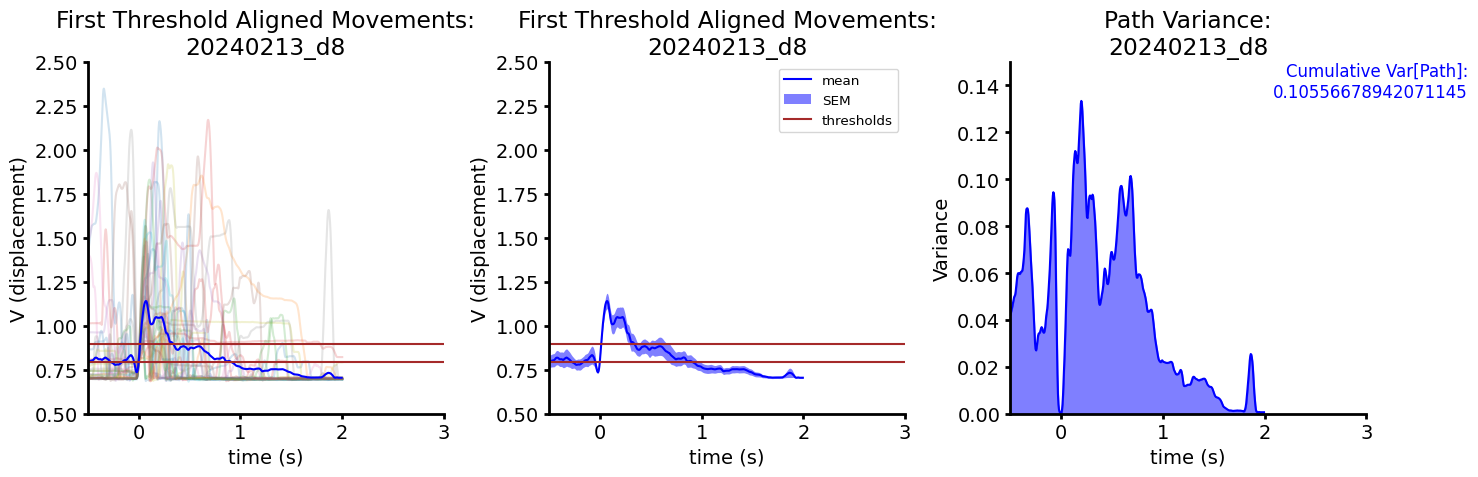 First Threshold Aligned Movements:
20240213_d8
2.50
2.25
2.00
1.75
1.50
1.25
1.00
0.75
0.50
V (displacement)
0
1
2
3
time (s)
First Threshold Aligned Movements:
20240213_d8
mean
SEM
thresholds
2.50
2.25
2.00
1.75
1.50
1.25
1.00
0.75
0.50
V (displacement)
0
1
2
3
time (s)
Path Variance:
20240213_d8
Cumulative Var[Path]:
0.10556678942071145
0.14
0.12
0.10
0.08
0.06
0.04
0.02
0.00
Variance
0
1
2
3
time (s)